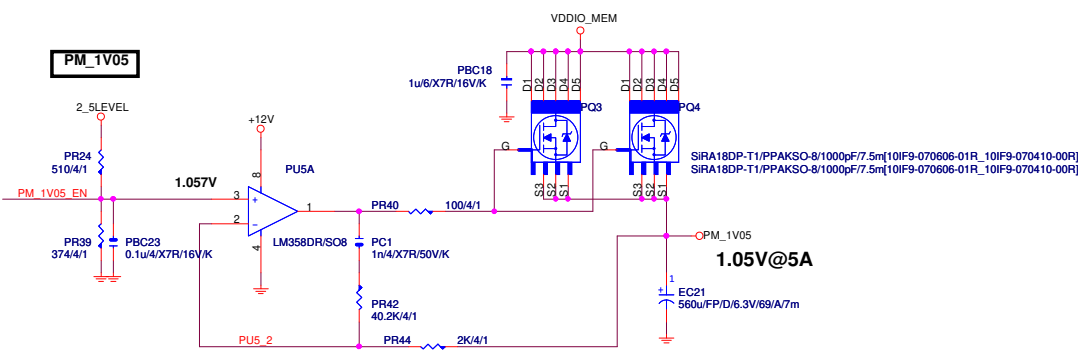 VDDIO_MEM
PM_1V05
PBC18
1u/6/X7R/16V/K
D1
D2
D3
D4
D5
D1
D2
D3
D4
D5
PQ3
PQ4
2_5LEVEL
+12V
G
G
SiRA18DP-T1/PPAKSO-8/1000pF/7.5m[10IF9-070606-01R_10IF9-070410-00R]
SiRA18DP-T1/PPAKSO-8/1000pF/7.5m[10IF9-070606-01R_10IF9-070410-00R]
PR24
510/4/1
PU5A
8
1.057V
S3
S2
S1
S3
S2
S1
PM_1V05_EN
3
+
1
PR40
100/4/1
2
-
4
LM358DR/SO8
PR39
374/4/1
PBC23
0.1u/4/X7R/16V/K
PC1
1n/4/X7R/50V/K
PM_1V05
1.05V@5A
1
+
EC21
560u/FP/D/6.3V/69/A/7m
PR42
40.2K/4/1
PU5_2
PR44
2K/4/1